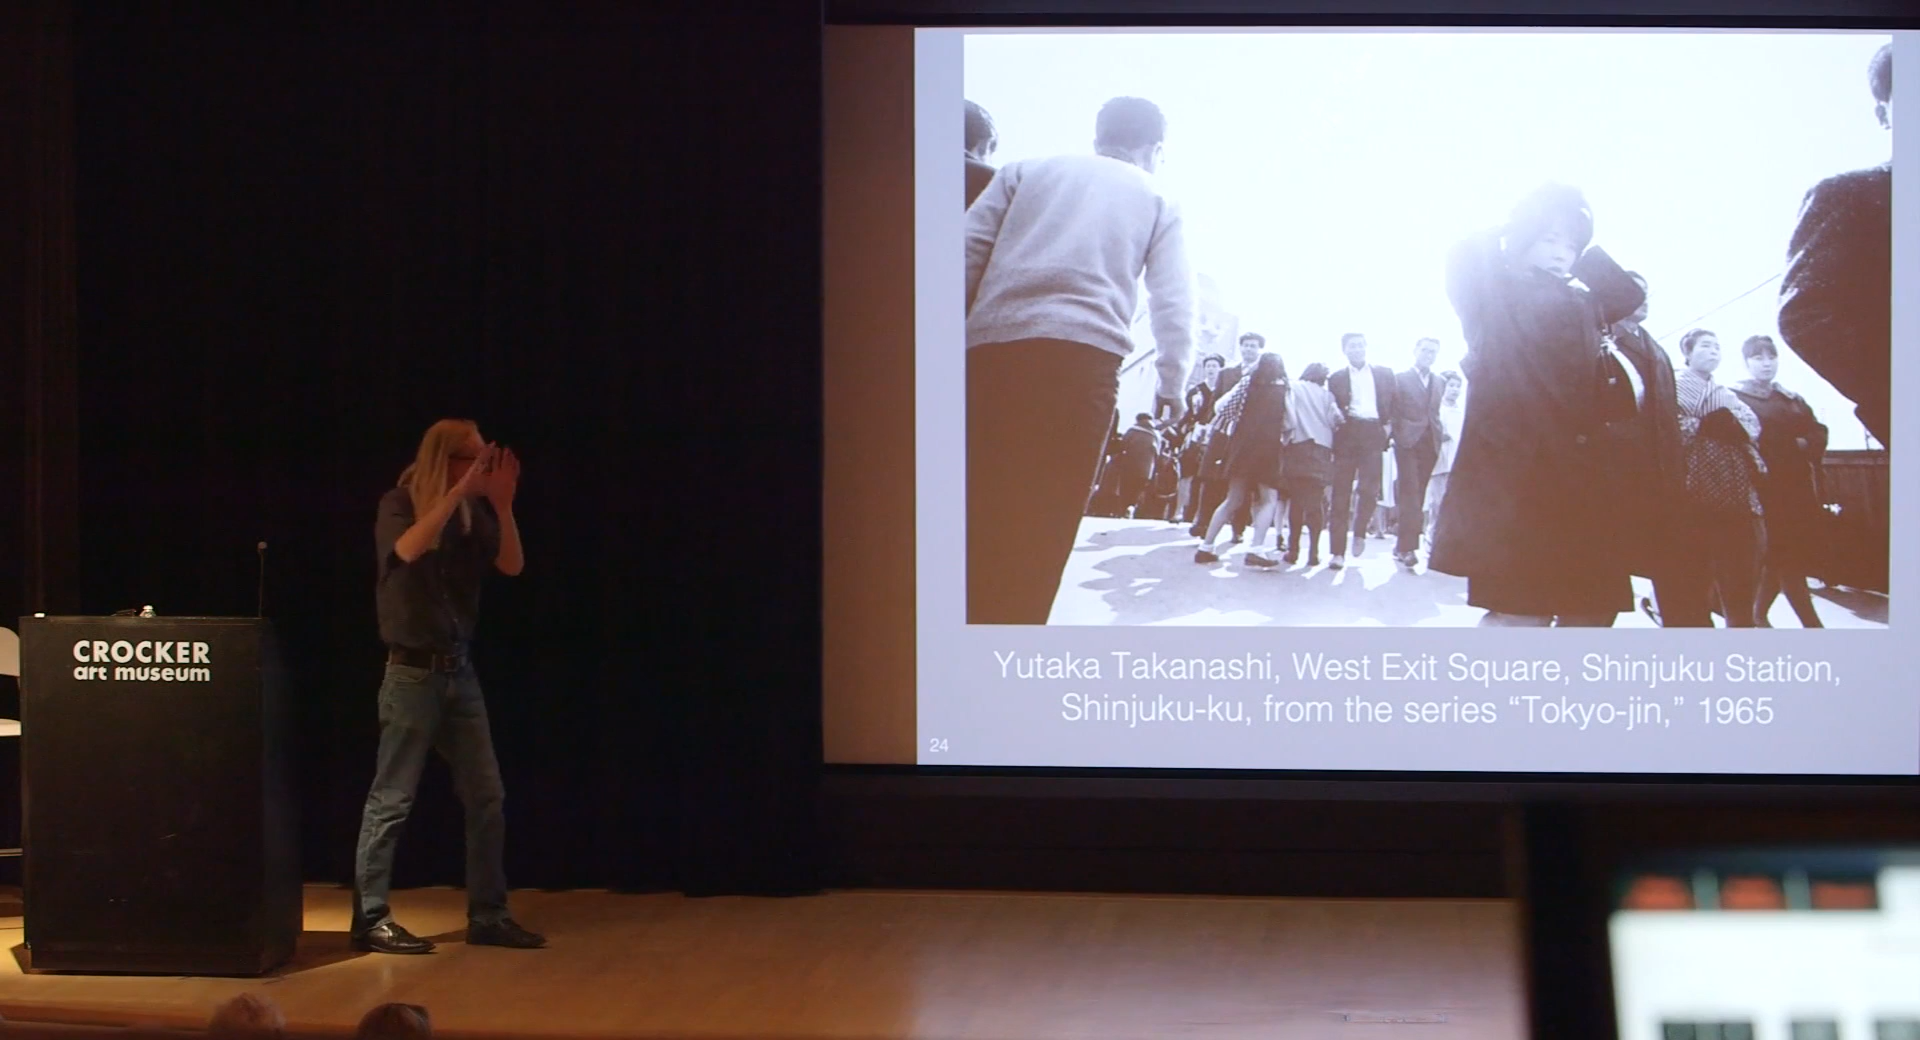 CROCKER
art museum
Yutaka Takanashi, West Exit Square, Shinjuku Station,
Shinjuku-ku, from the series “Tokyo-jin,” 1965
24